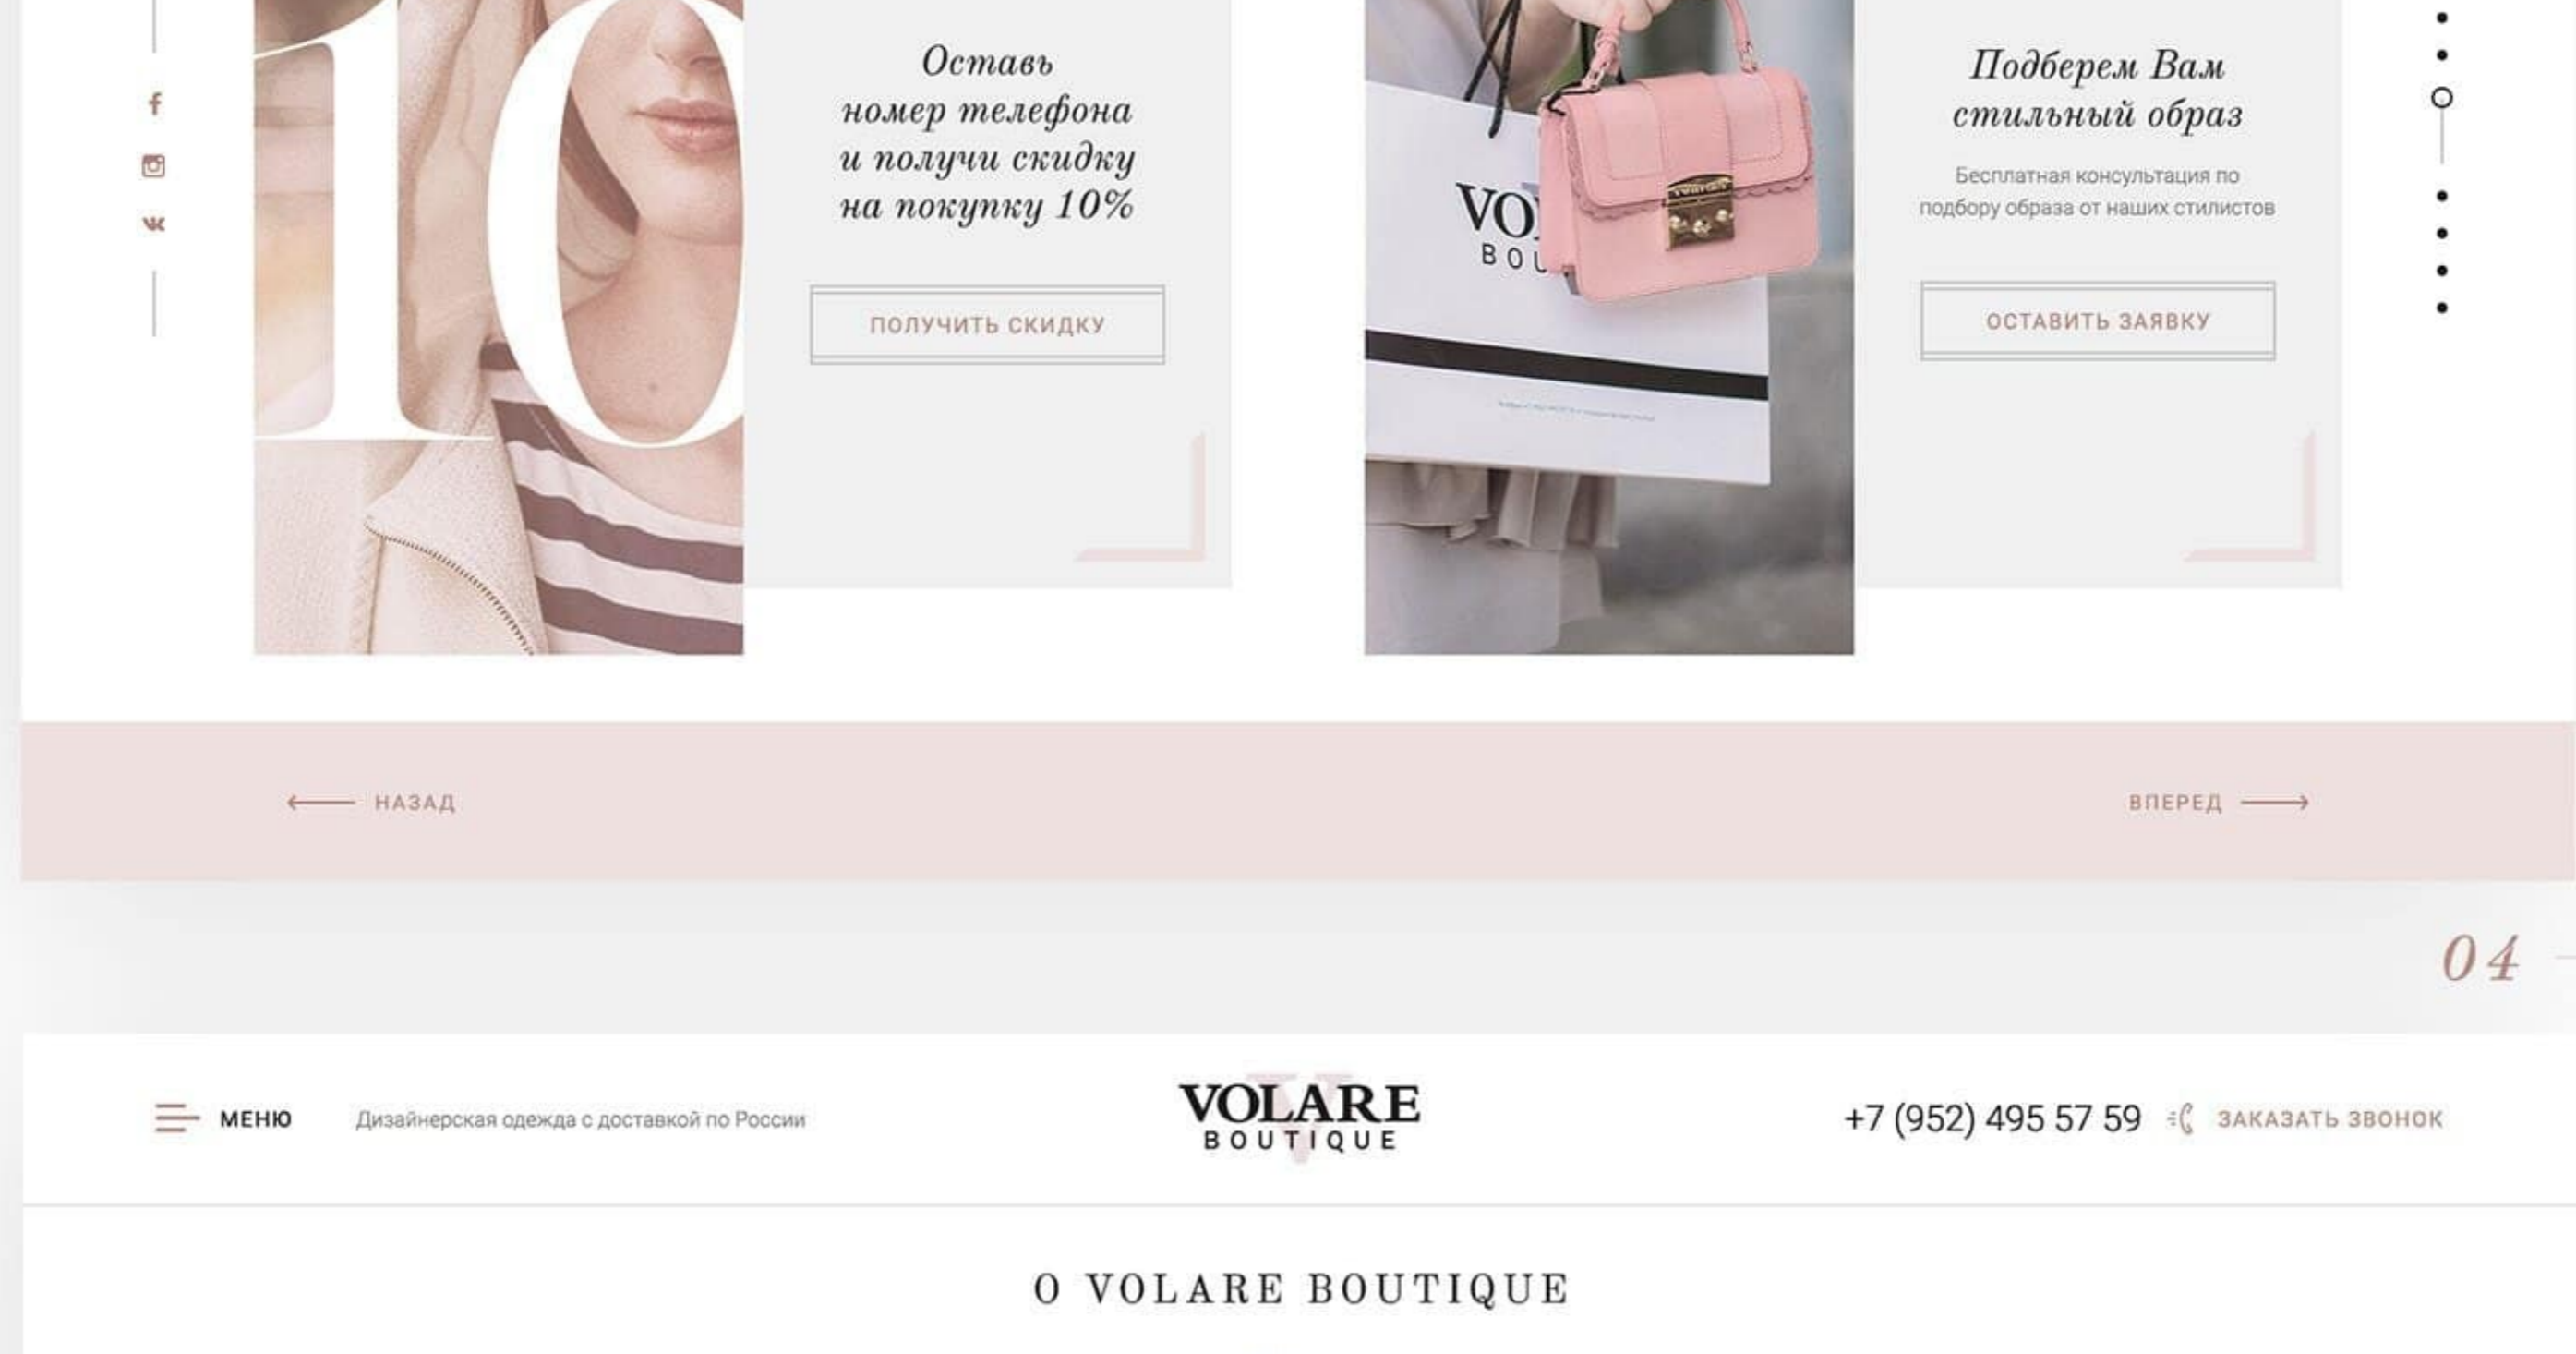 10
Оставь
номер телефона
и получи скидку
на покупку 10%
ПОЛУЧИТЬ СКИДКУ
VO
BOU
Подберем Вам
стильный образ
Бесплатная консультация по
подбору образа от наших стилистов
ОСТАВИТЬ ЗАЯВКУ
НАЗАД
ВПЕРЕД
04
МЕНЮ
Дизайнерская одежда с доставкой по России
VOLARE
BOUTIQUE
+7 (952) 495 57 59
ЗАКАЗАТЬ ЗВОНОК
О VOLARE BOUTIQUE